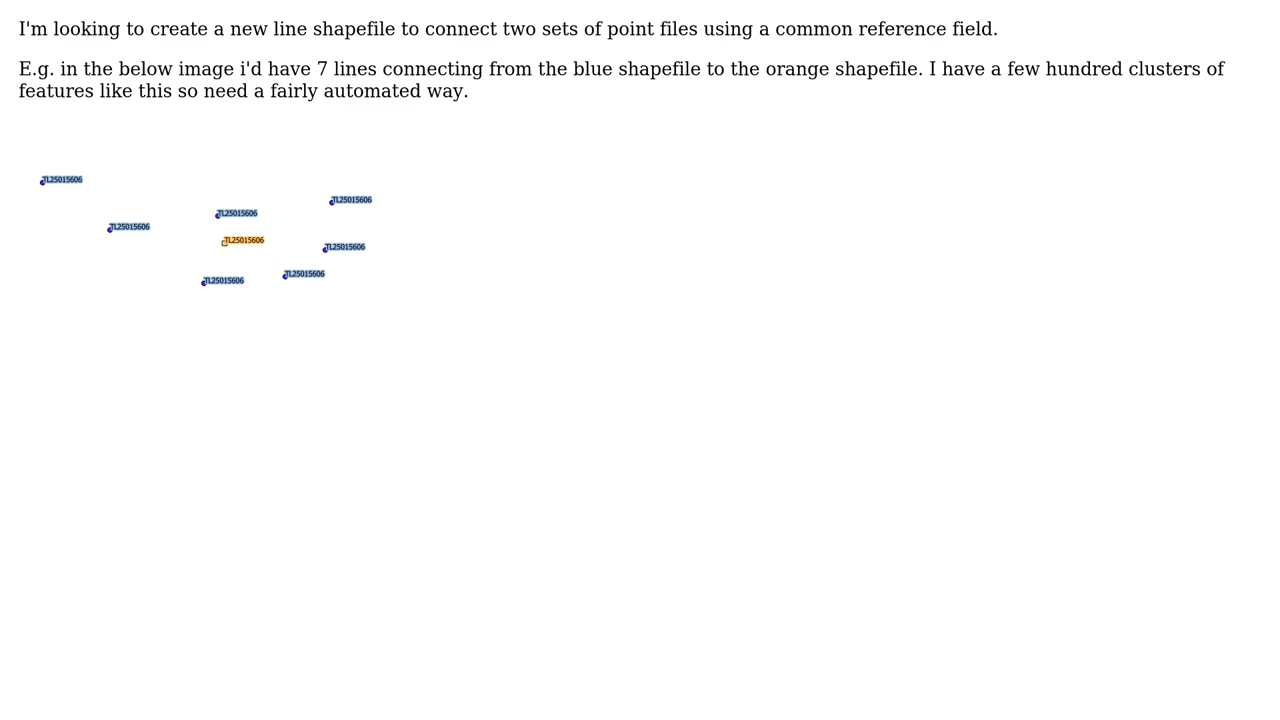 I'm looking to create a new line shapefile to connect two sets of point files using a common reference field.
E.g. in the below image i'd have 7 lines connecting from the blue shapefile to the orange shapefile. I have a few hundred clusters of
features like this so need a fairly automated way.
TL25015606
TL25015606
TL25015606
TL25015606
TL25015606
TL25015606
TL25015606
TL25015606